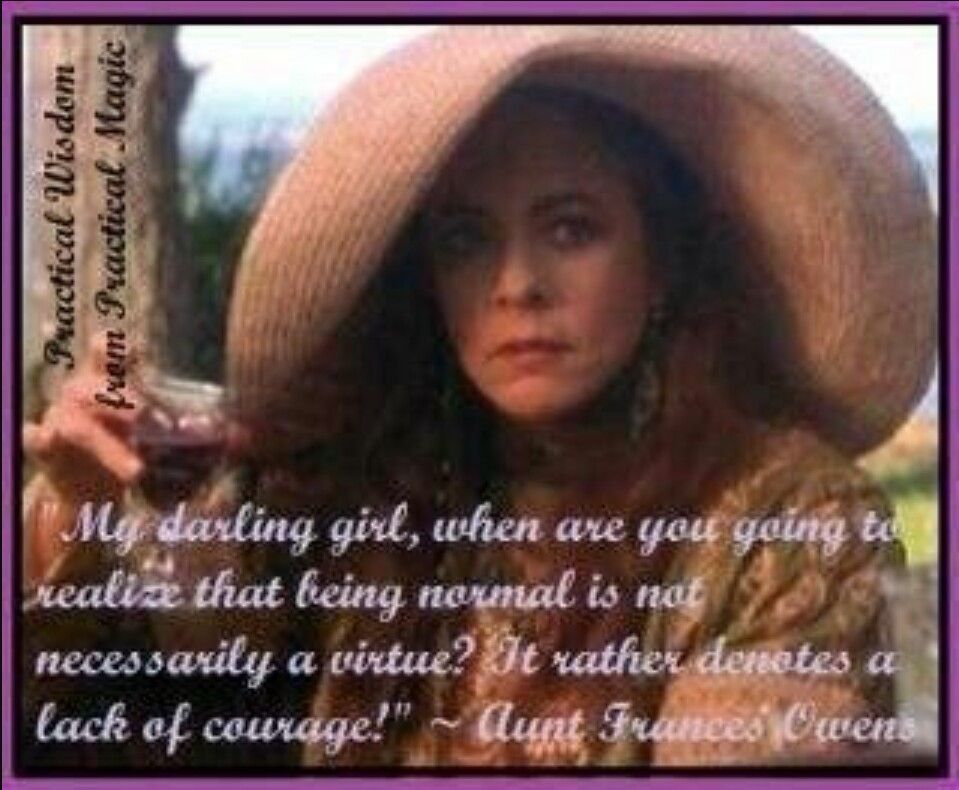 Practical Wisdom
from Practical Magic
"My darling girl, when are you going to
realize that being normal is not
necessarily a virtue? It rather denotes a
lack of courage!" ~ Aunt Frances Owens